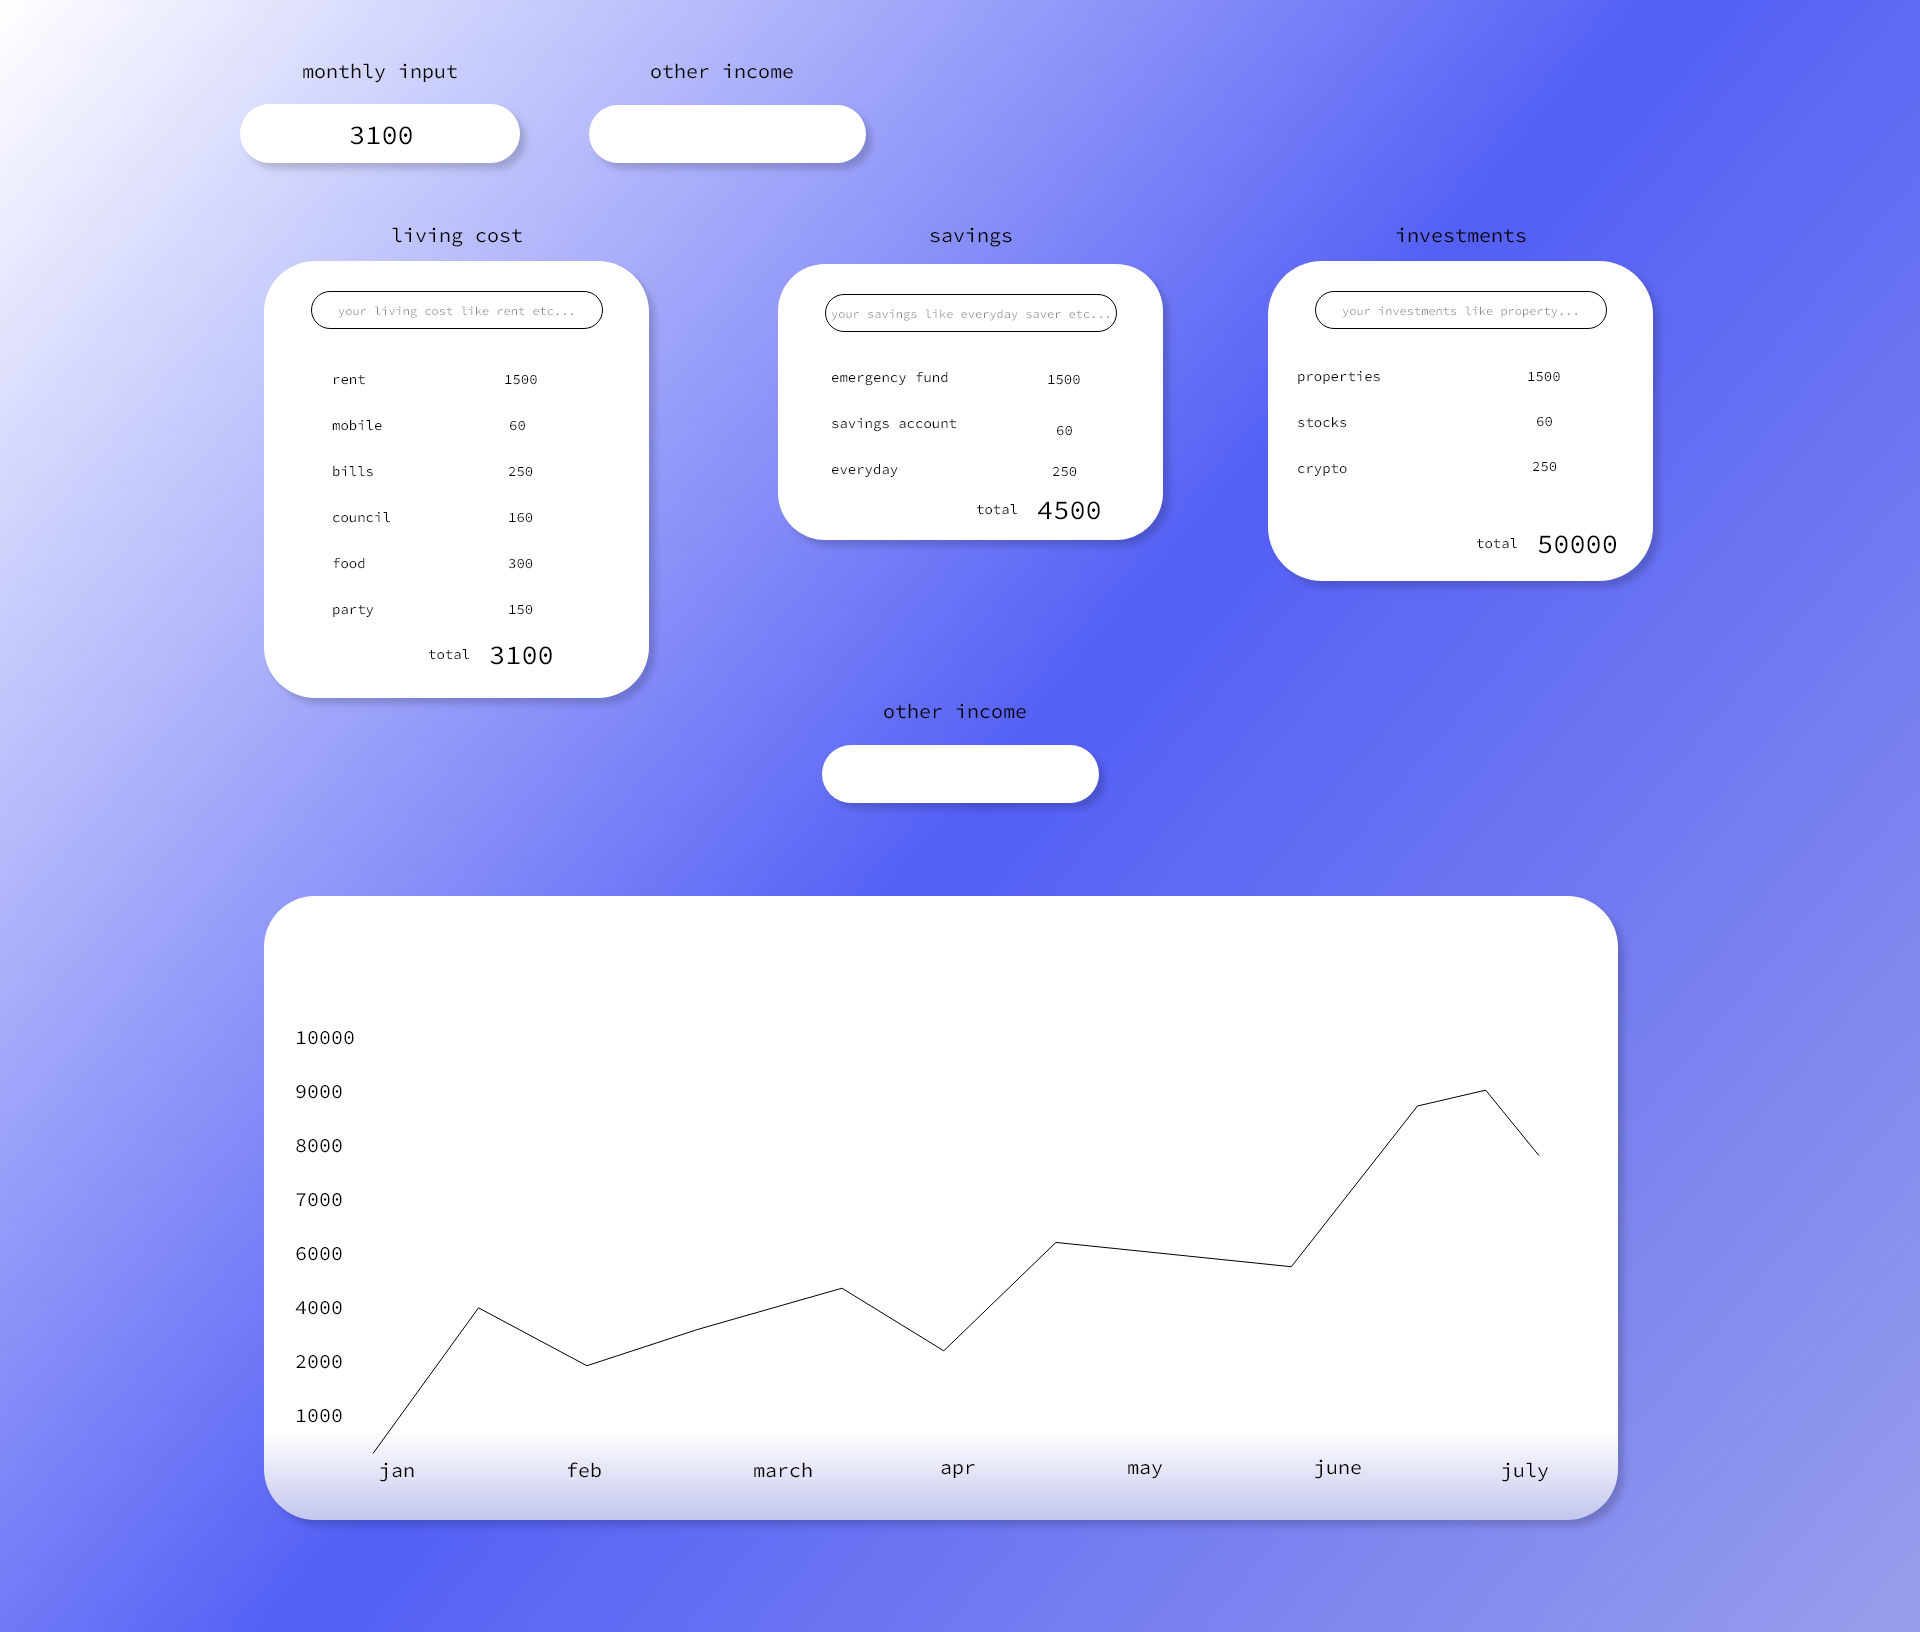 monthly input
other income
3100
living cost
savings
investments
your living cost like rent etc...
your savings like everyday saver etc...
your investments like property...
rent 1500
mobile 60
bills 250
council 160
food 300
party 150
total 3100
emergency fund 1500
savings account 60
everyday 250
total 4500
properties 1500
stocks 60
crypto 250
total 50000
other income
10000
9000
8000
7000
6000
4000
2000
1000
jan feb march apr may june july